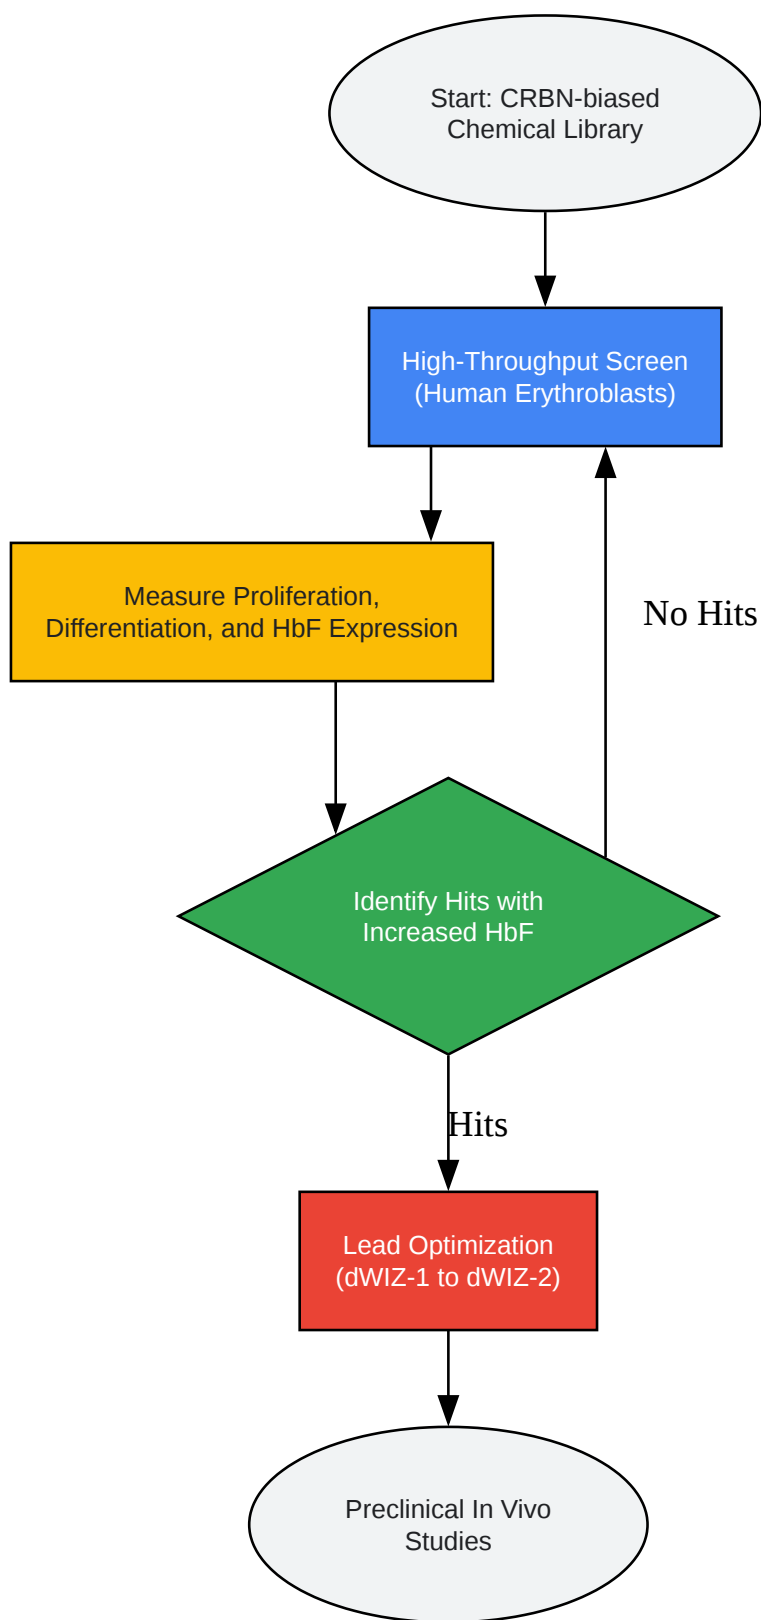 Start: CRBN-biased
Chemical Library
High-Throughput Screen
(Human Erythroblasts)
Measure Proliferation,
Differentiation, and HbF Expression
No Hits
Identify Hits with
Increased HbF
Hits
Lead Optimization
(dWIZ-1 to dWIZ-2)
Preclinical In Vivo
Studies